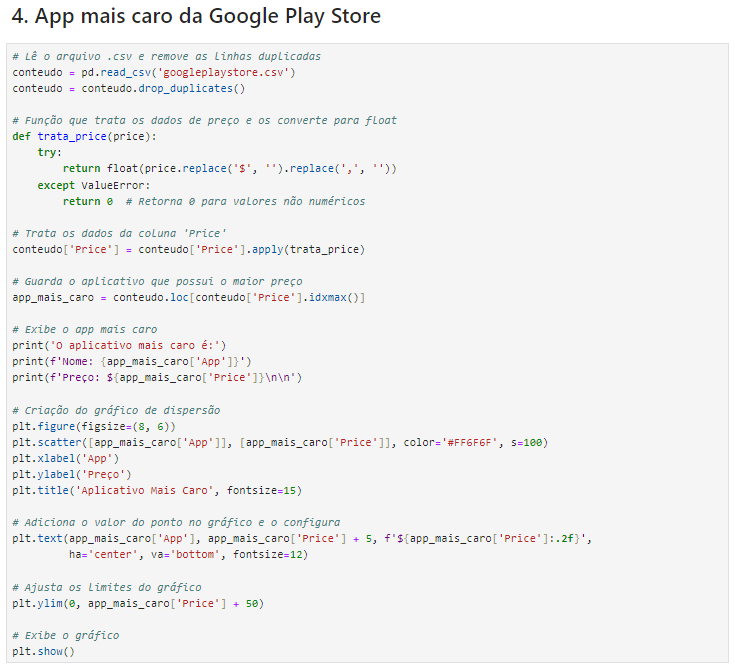 4. App mais caro da Google Play Store
# Lê o arquivo .csv e remove as linhas duplicadas
conteudo = pd.read_csv('googleplaystore.csv')
conteudo = conteudo.drop_duplicates()
# Função que trata os dados de preço e os converte para float
def trata_price(price):
    try:
        return float(price.replace('$', '').replace(',', ''))
    except ValueError:
        return 0  # Retorna 0 para valores não numéricos
# Trata os dados da coluna 'Price'
conteudo['Price'] = conteudo['Price'].apply(trata_price)
# Guarda o aplicativo que possui o maior preço
app_mais_caro = conteudo.loc[conteudo['Price'].idxmax()]
# Exibe o app mais caro
print('O aplicativo mais caro é:')
print(f'Nome: {app_mais_caro['App']}')
print(f'Preço: ${app_mais_caro['Price']}\n\n')
# Criação do gráfico de dispersão
plt.figure(figsize=(8, 6))
plt.scatter([app_mais_caro['App']], [app_mais_caro['Price']], color='#FF6F6F', s=100)
plt.xlabel('App')
plt.ylabel('Preço')
plt.title('Aplicativo Mais Caro', fontsize=15)
# Adiciona o valor do ponto no gráfico e o configura
plt.text(app_mais_caro['App'], app_mais_caro['Price'] + 5, f'${app_mais_caro['Price']:.2f}',
         ha='center', va='bottom', fontsize=12)
# Ajusta os limites do gráfico
plt.ylim(0, app_mais_caro['Price'] + 50)
# Exibe o gráfico
plt.show()